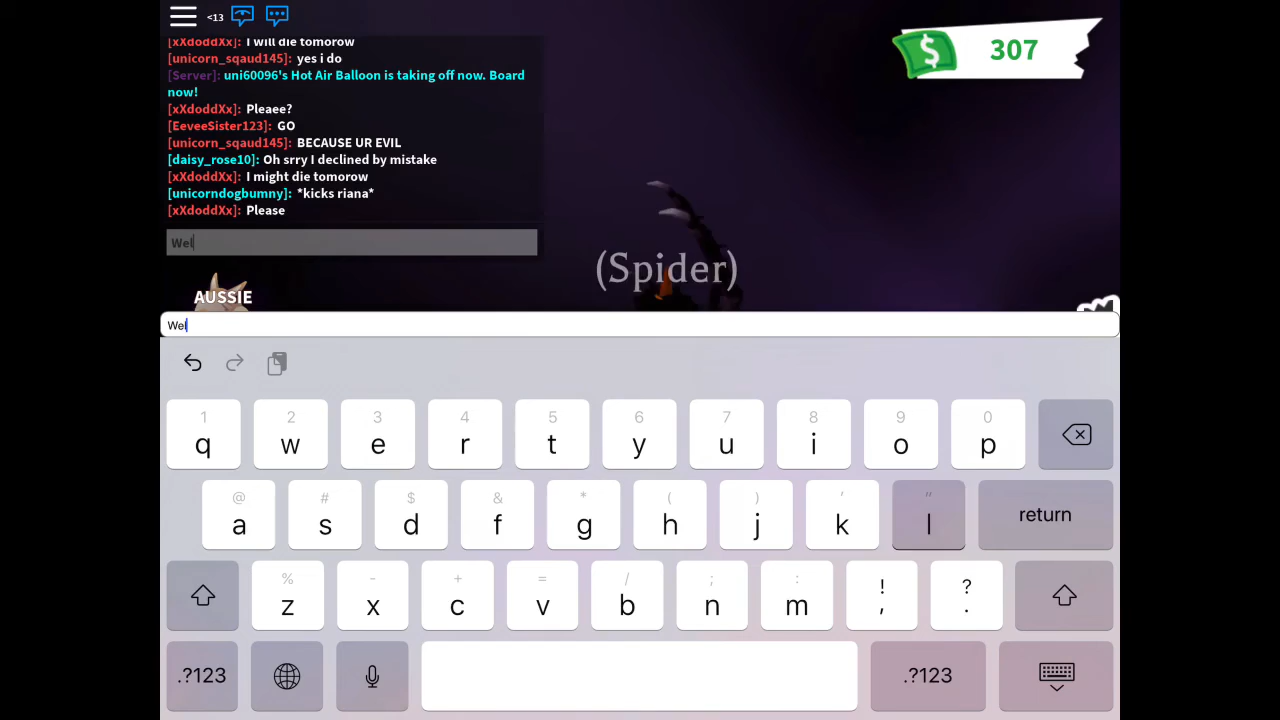 <13
307
[xXdoddXx]: I will die tomorow
[unicorn_sqaud145]: yes i do
[Server]: uni60096's Hot Air Balloon is taking off now. Board
now!
[xXdoddXx]: Pleaee?
[EeveeSister123]: GO
[unicorn_sqaud145]: BECAUSE UR EVIL
[daisy_rose10]: Oh srry I declined by mistake
[xXdoddXx]: I might die tomorow
[unicorndogbumny]: *kicks riana*
[xXdoddXx]: Please
Wel
(Spider)
AUSSIE
Wel
1 2 3 4 5 6 7 8 9 0
q w e r t y u i o p
@ # $ & * ( ) ' "
a s d f g h j k l return
% - + = / ; : ! ?
z x c v b n m , .
.?123 .?123